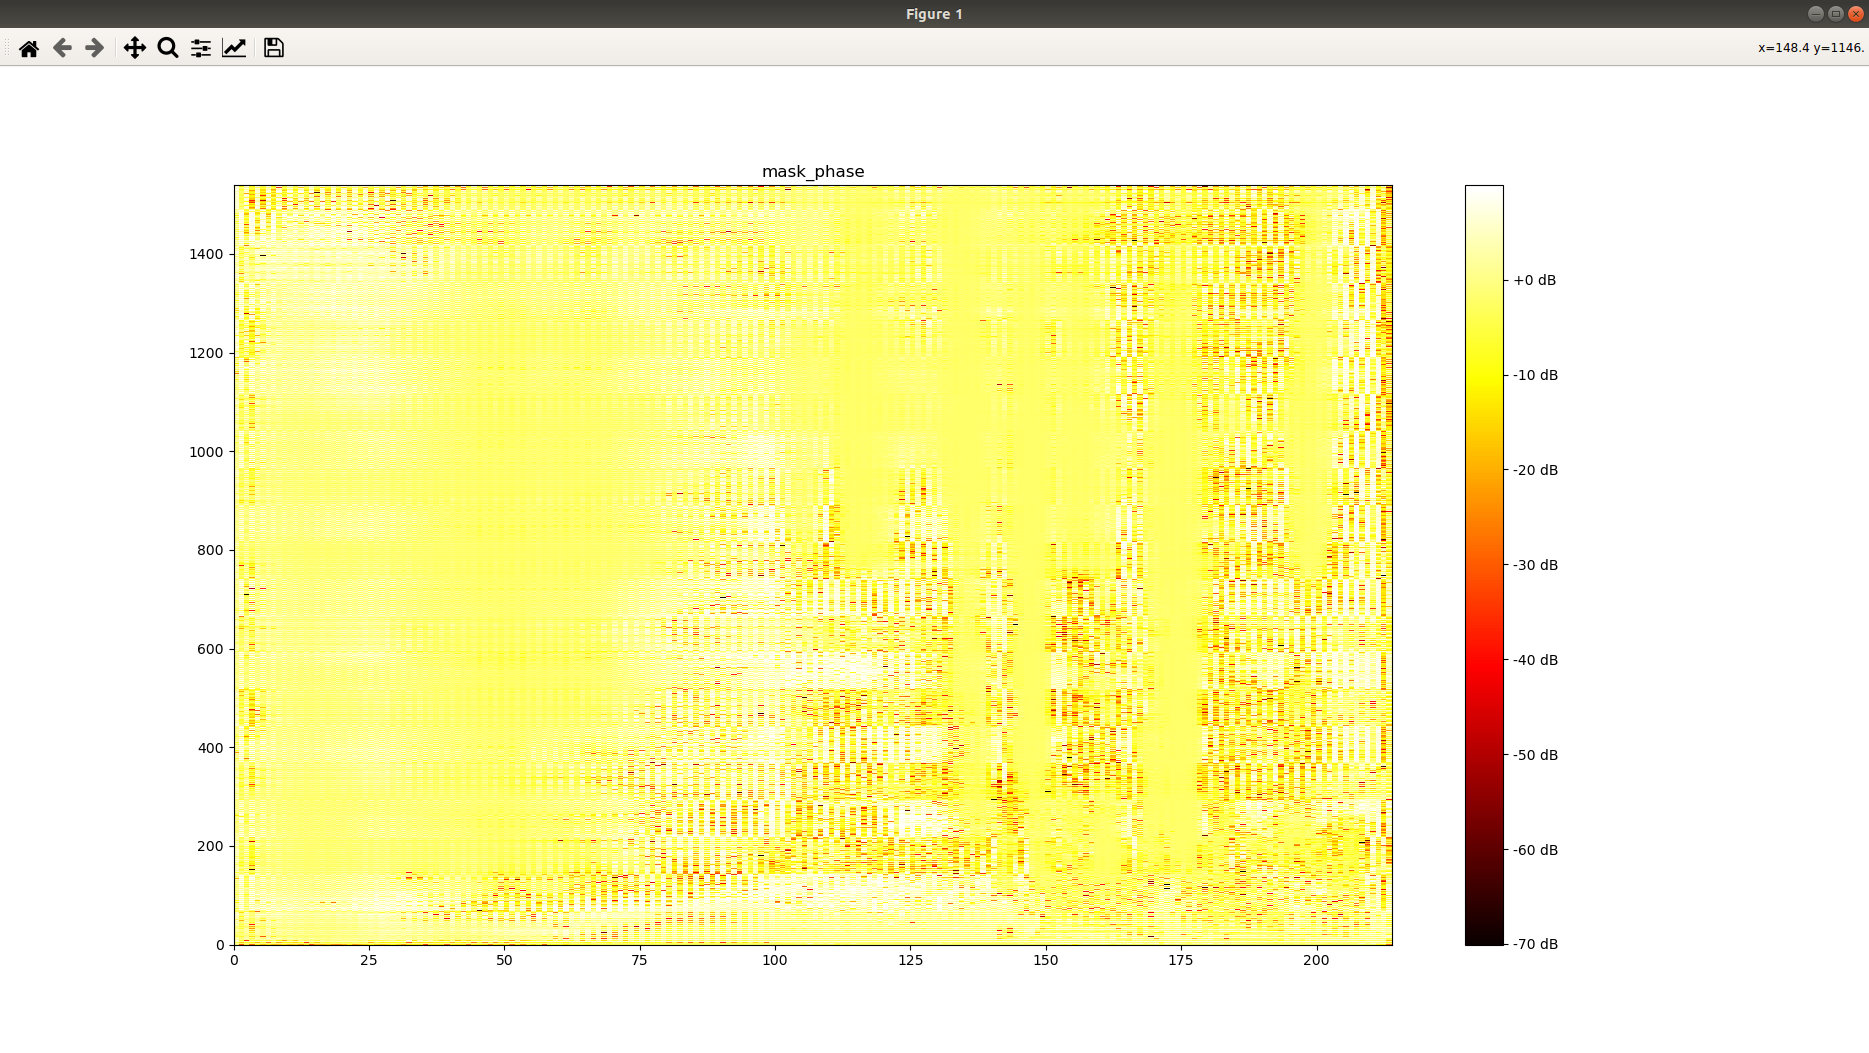 Figure 1
x=148.4 y=1146.
mask_phase
1400
1200
1000
800
600
400
200
0
0 25 50 75 100 125 150 175 200
+0 dB
-10 dB
-20 dB
-30 dB
-40 dB
-50 dB
-60 dB
-70 dB